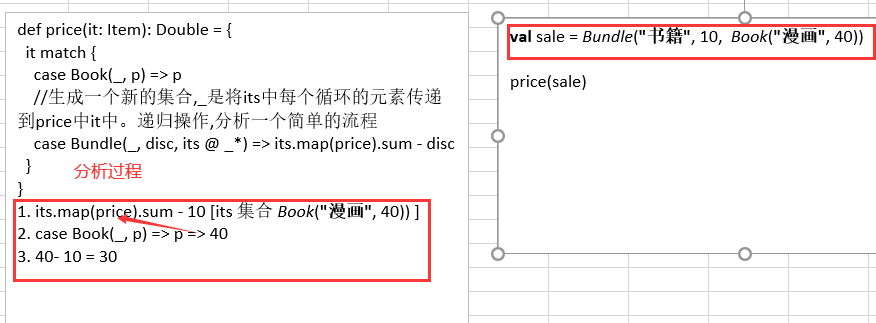 def price(it: Item): Double = {
it match {
case Book(_, p) => p
//生成一个新的集合,_是将its中每个循环的元素传递
到price中it中。递归操作,分析一个简单的流程
case Bundle(_, disc, its @ _*) => its.map(price).sum - disc
}
分析过程
}
1. its.map(price).sum - 10 [its 集合 Book("漫画", 40)) ]
2. case Book(_, p) => p => 40
3. 40- 10 = 30
val sale = Bundle("书籍", 10,  Book("漫画", 40))
price(sale)